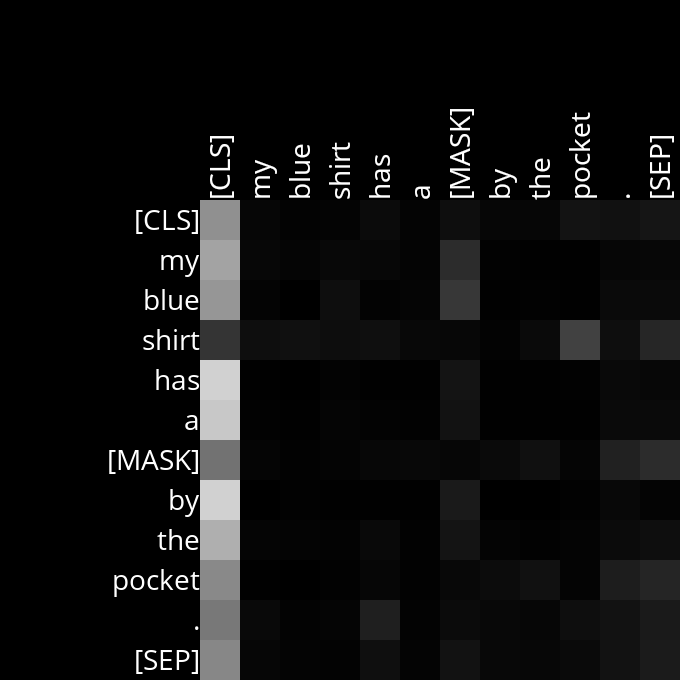 [CLS] my blue shirt has a [MASK] by the pocket . [SEP]
[CLS]
my
blue
shirt
has
a
[MASK]
by
the
pocket
.
[SEP]